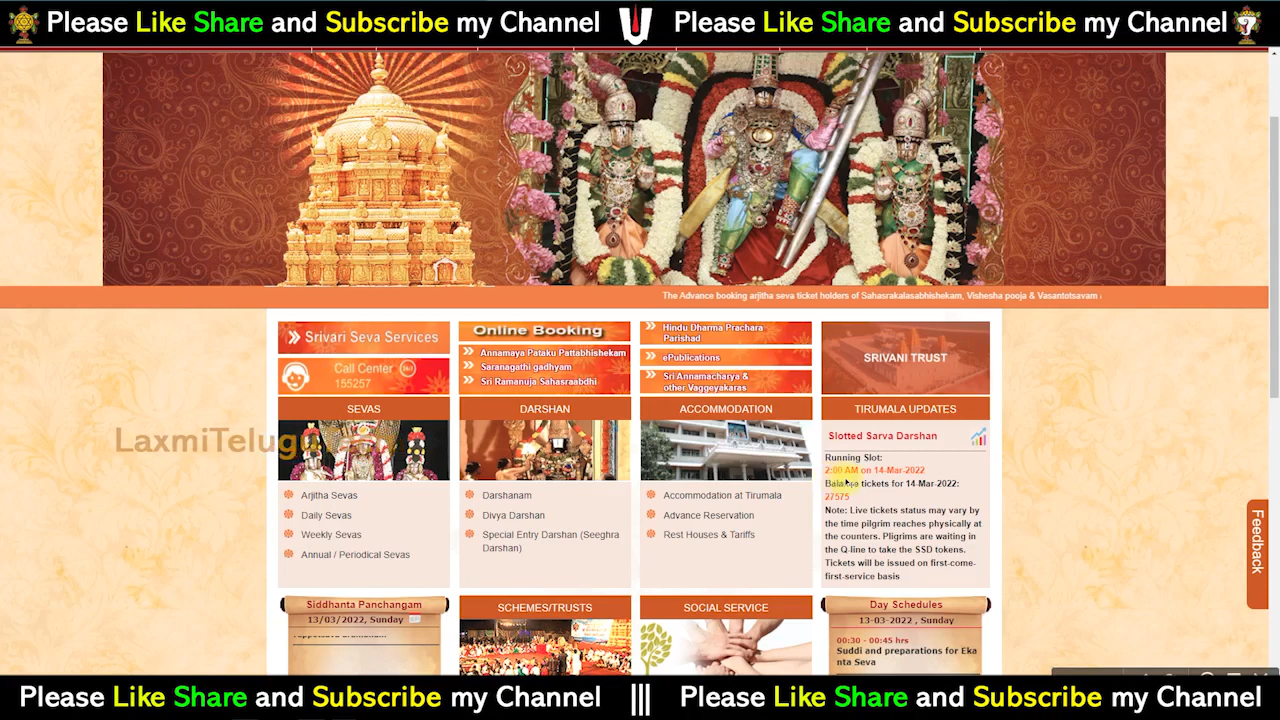 Please Like Share and Subscribe my Channel
Please Like Share and Subscribe my Channel
The Advance booking arjitha seva ticket holders of Sahasrakalasabhishekam, Vishesha pooja & Vasantotsavam
Srivari Seva Services
Call Center
155257
Online Booking
Annamaya Pataku Pattabhishekam
Saranagathi gadhyam
Sri Ramanuja Sahasraabdhi
Hindu Dharma Prachara
Parishad
ePublications
Sri Annamacharya &
other Vaggeyakaras
SRIVANI TRUST
SEVAS
Arjitha Sevas
Daily Sevas
Weekly Sevas
Annual / Periodical Sevas
DARSHAN
Darshanam
Divya Darshan
Special Entry Darshan (Seeghra
Darshan)
ACCOMMODATION
Accommodation at Tirumala
Advance Reservation
Rest Houses & Tariffs
TIRUMALA UPDATES
Slotted Sarva Darshan
Running Slot:
2:00 AM on 14-Mar-2022
Balance tickets for 14-Mar-2022:
27575
Note: Live tickets status may vary by
the time pilgrim reaches physically at
the counters. Pligrims are waiting in
the Q-line to take the SSD tokens.
Tickets will be issued on first-come-
first-service basis
LaxmiTelugu
Feedback
Siddhanta Panchangam
13/03/2022, Sunday
SCHEMES/TRUSTS
SOCIAL SERVICE
Day Schedules
13-03-2022 , Sunday
00:30 - 00:45 hrs
Suddi and preparations for Eka
nta Seva
Please Like Share and Subscribe my Channel
|||
Please Like Share and Subscribe my Channel